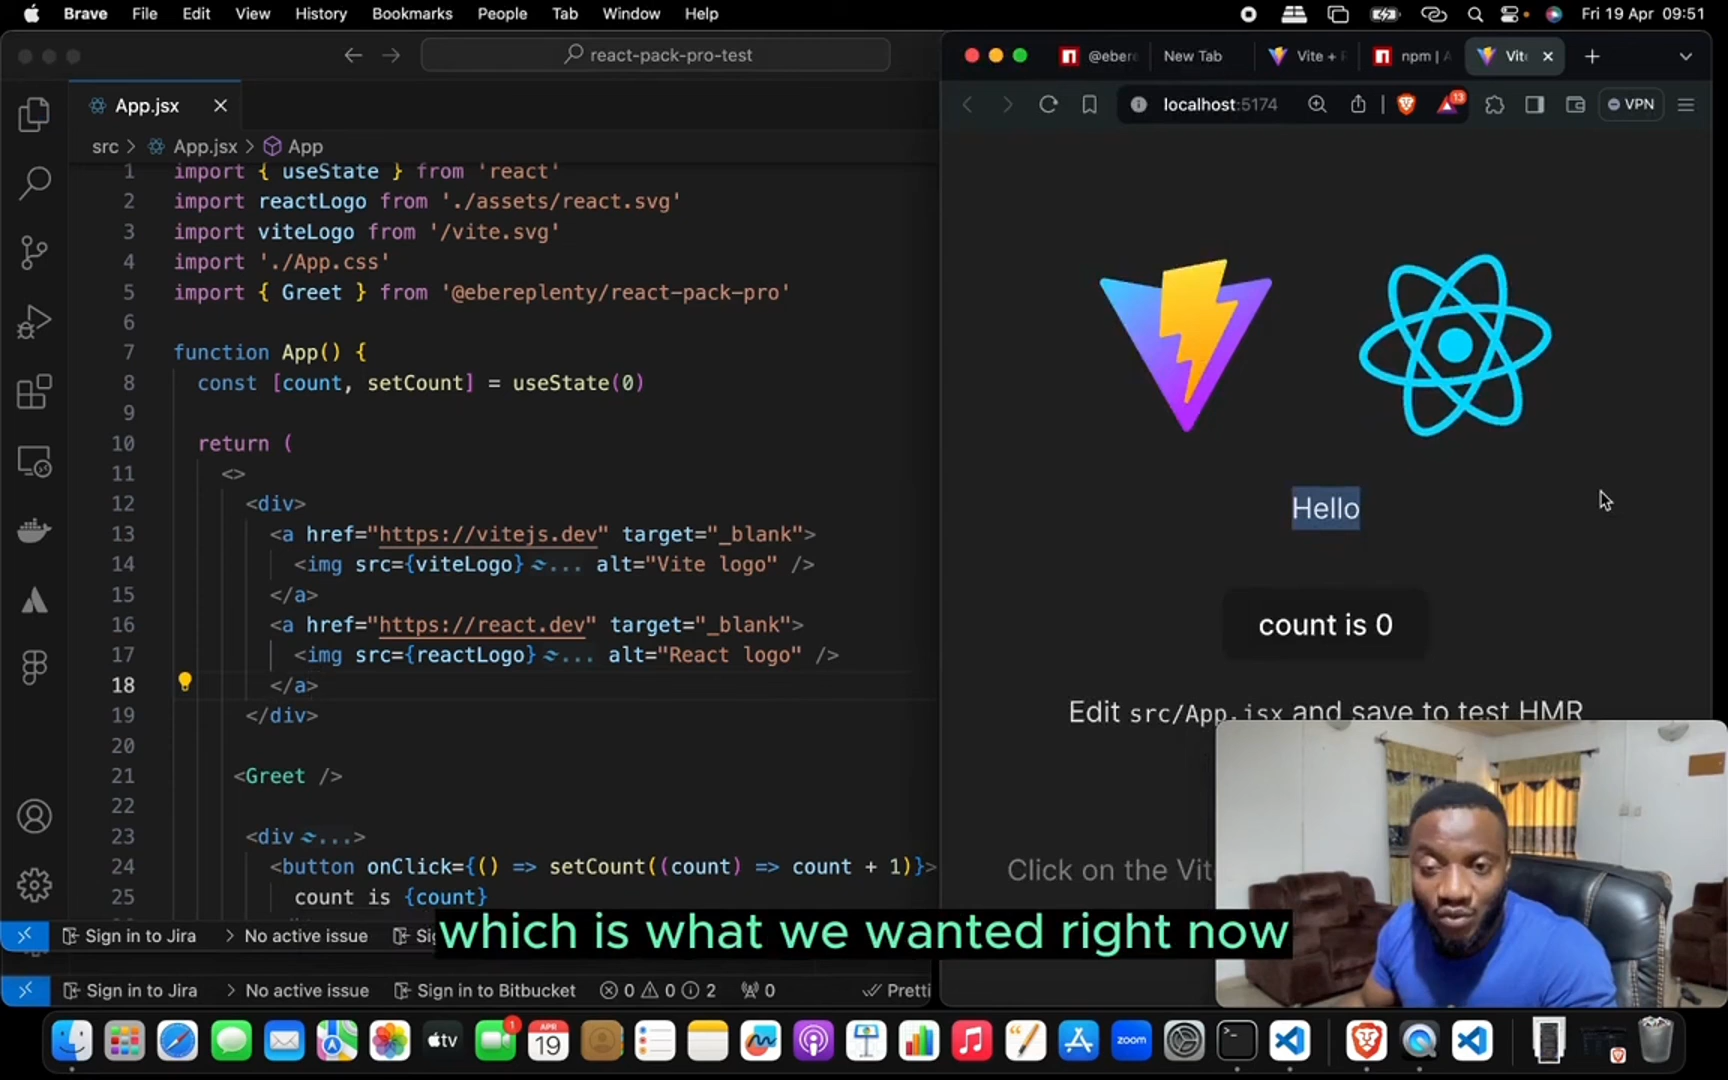 Brave File Edit View History Bookmarks People Tab Window Help Fri 19 Apr 09:51
react-pack-pro-test
@eber New Tab Vite + npm | Vit
App.jsx
localhost:5174 13 VPN
src > App.jsx > App
1 import { useState } from 'react'
2 import reactLogo from './assets/react.svg'
3 import viteLogo from '/vite.svg'
4 import './App.css'
5 import { Greet } from '@ebereplenty/react-pack-pro'
6
7 function App() {
8 const [count, setCount] = useState(0)
9
10 return (
11 <>
12 <div>
13 <a href="https://vitejs.dev" target="_blank">
14 <img src={viteLogo} ... alt="Vite logo" />
15 </a>
16 <a href="https://react.dev" target="_blank">
17 <img src={reactLogo} ... alt="React logo" />
18 </a>
19 </div>
20
21 <Greet />
22
23 <div ...>
24 <button onClick={() => setCount((count) => count + 1)}>
25 count is {count}
Hello
count is 0
Edit src/App.jsx and save to test HMR
Click on the Vit
which is what we wanted right now
Sign in to Jira > No active issue Si
Sign in to Jira > No active issue Sign in to Bitbucket 0 0 2 0 Pretti
1
tv
APR
19
zoom